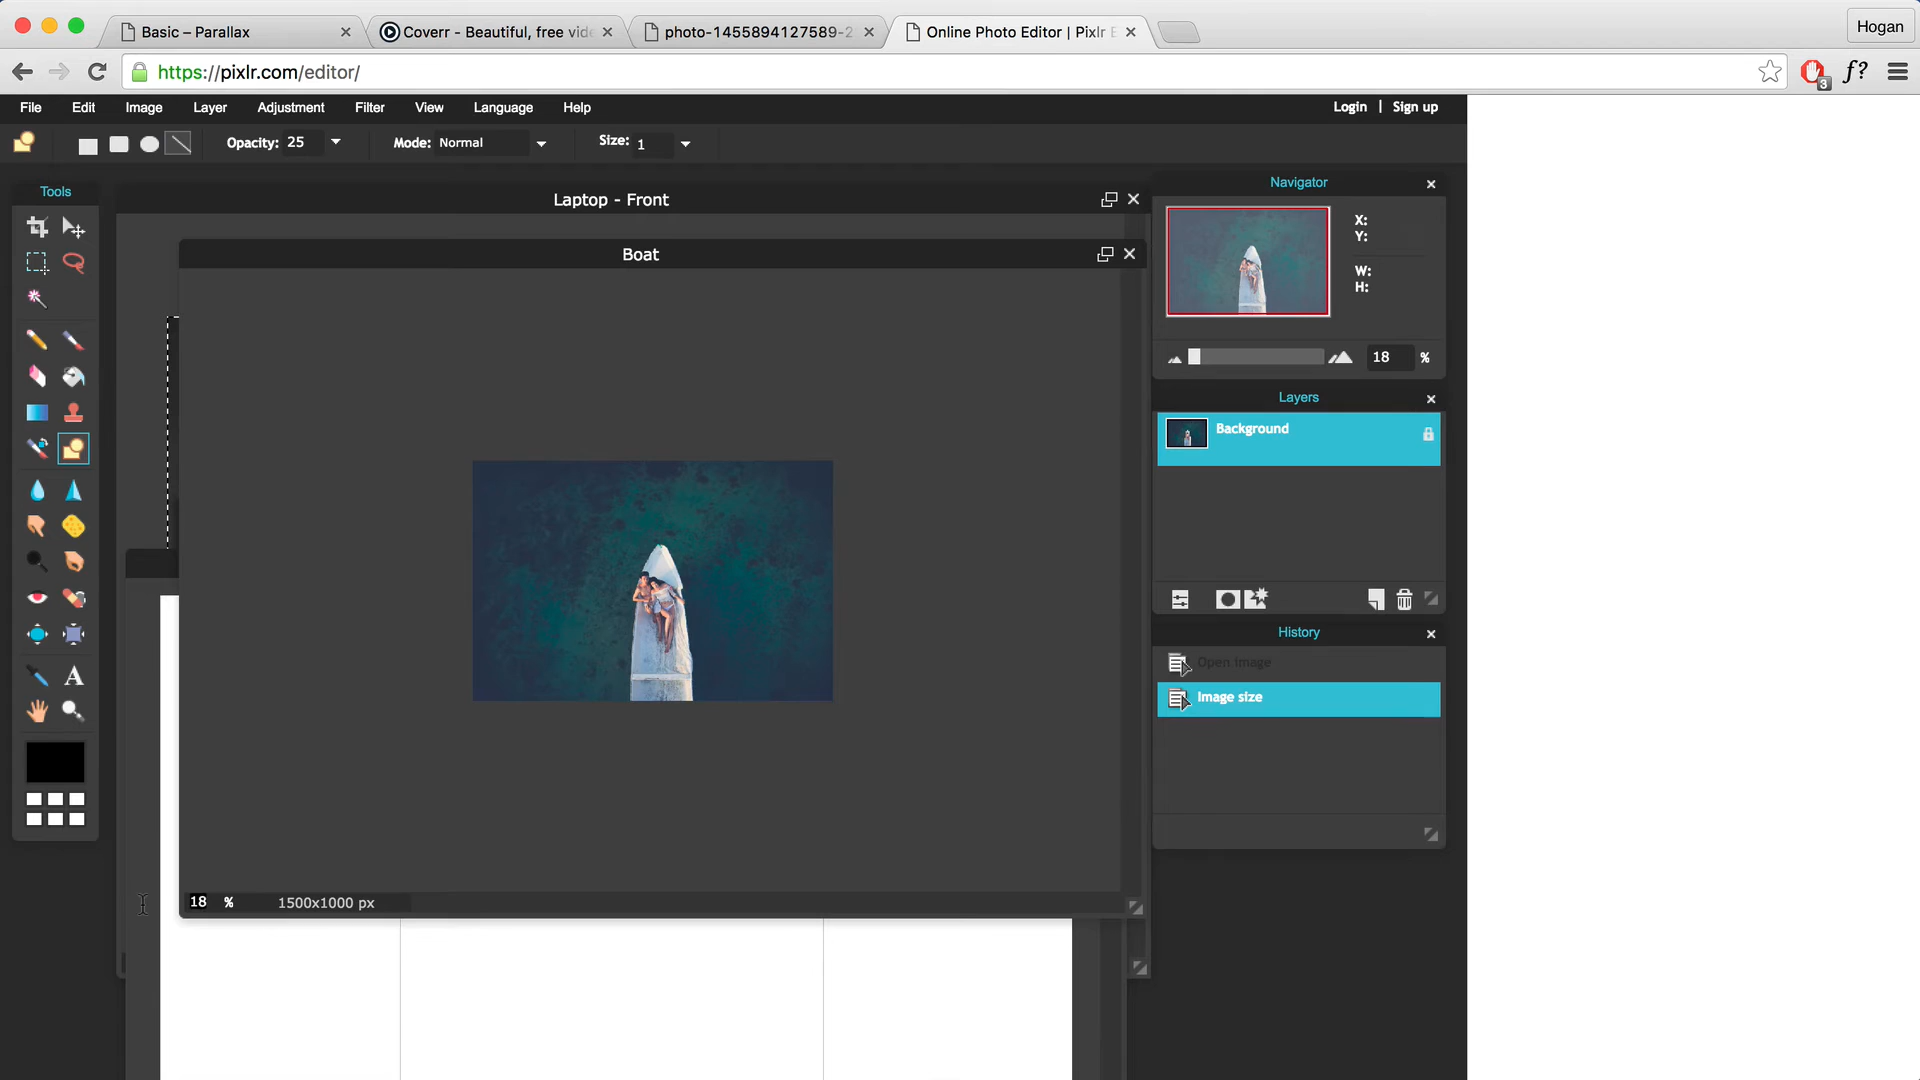 Basic – Parallax
Coverr - Beautiful, free vide
photo-1455894127589-2
Online Photo Editor | Pixlr E
Hogan
https://pixlr.com/editor/
3
f?
File Edit Image Layer Adjustment Filter View Language Help
Login | Sign up
Opacity: 25 Mode: Normal Size: 1
Tools
Laptop - Front
Boat
A
18 % 1500x1000 px
Navigator
X:
Y:
W:
H:
18 %
Layers
Background
History
Open image
Image size